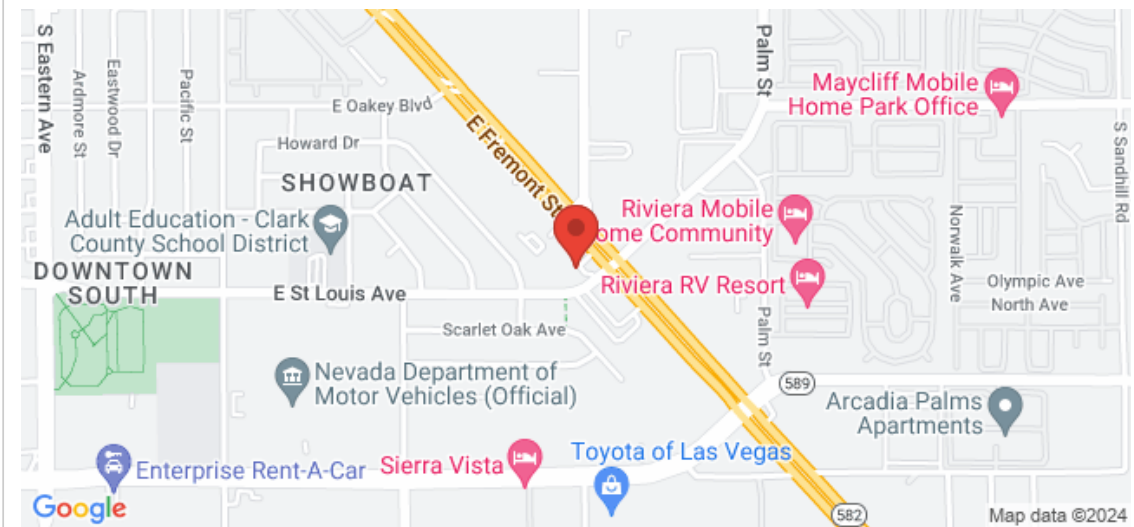 S Eastern Ave
Ardmore St
Eastwood Dr
Pacific St
E Oakey Blvd
Howard Dr
SHOWBOAT
E Fremont St
Palm St
Maycliff Mobile
Home Park Office
S Sandhill Rd
Adult Education - Clark
County School District
Riviera Mobile
ome Community
Norwalk Ave
DOWNTOWN
SOUTH
E St Louis Ave
Riviera RV Resort
Olympic Ave
North Ave
Scarlet Oak Ave
Palm St
Nevada Department of
Motor Vehicles (Official)
589
Arcadia Palms
Apartments
Enterprise Rent-A-Car
Sierra Vista
Toyota of Las Vegas
Google
582
Map data ©2024